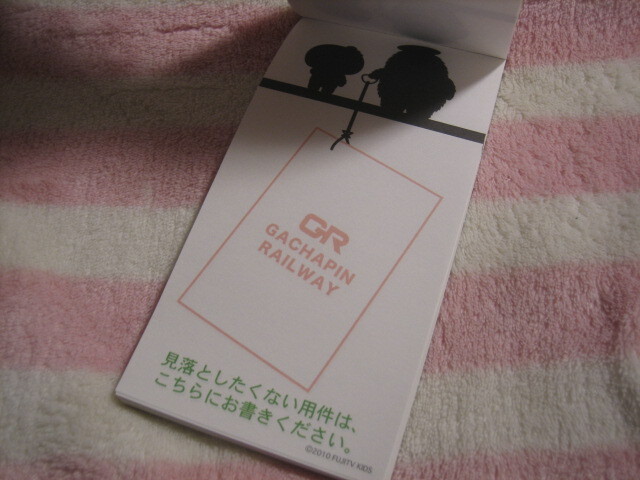 GR
GACHAPIN
RAILWAY
見落としたくない用件は、
こちらにお書きください。
©2010 FUJITV KIDS